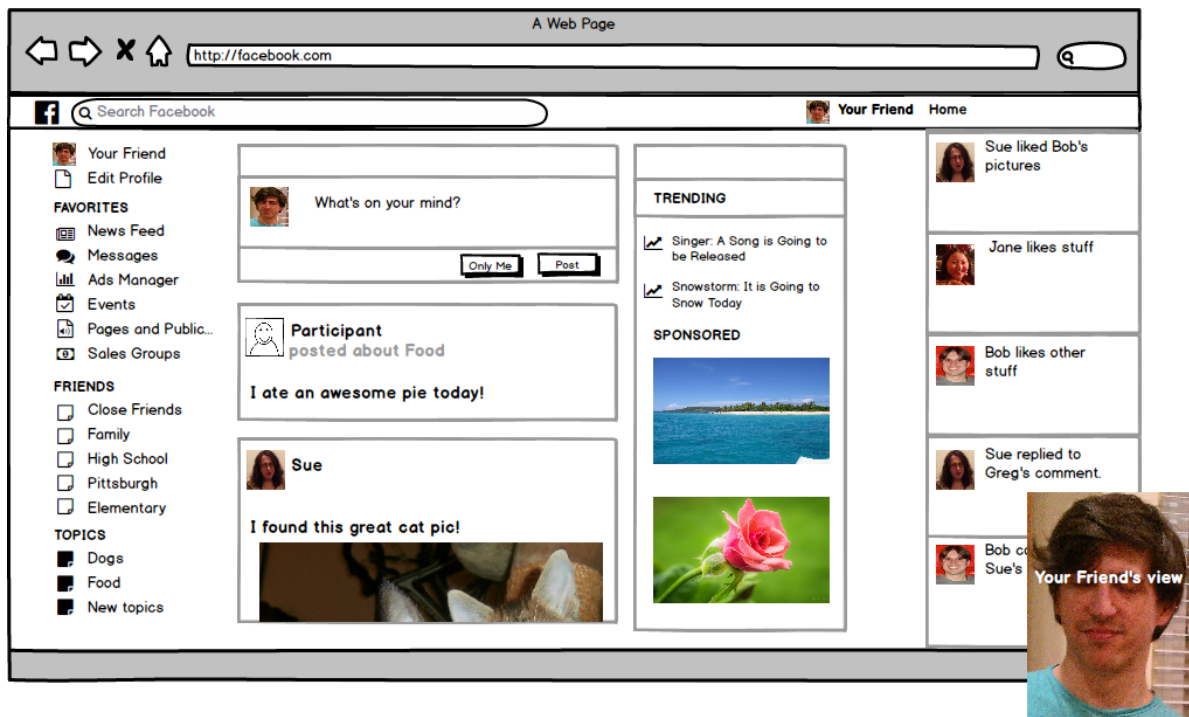 A Web Page
http://facebook.com
Search Facebook
Your Friend
Home
Your Friend
Edit Profile
FAVORITES
News Feed
Messages
Ads Manager
Events
Pages and Public...
Sales Groups
FRIENDS
Close Friends
Family
High School
Pittsburgh
Elementary
TOPICS
Dogs
Food
New topics
What's on your mind?
Only Me
Post
Participant
posted about Food
I ate an awesome pie today!
Sue
I found this great cat pic!
TRENDING
Singer: A Song is Going to
be Released
Snowstorm: It is Going to
Snow Today
SPONSORED
Sue liked Bob's
pictures
Jane likes stuff
Bob likes other
stuff
Sue replied to
Greg's comment.
Bob
Sue's
Your Friend's view